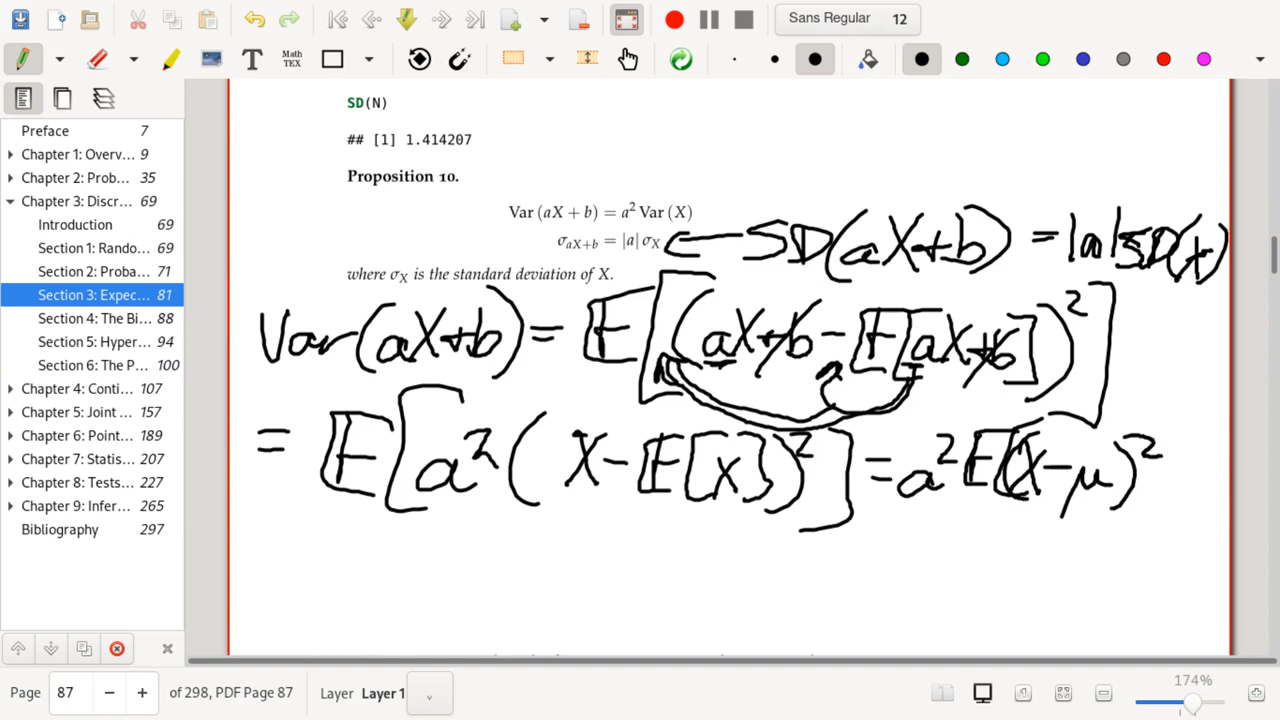 Sans Regular 12
T Math TEX
Preface 7
Chapter 1: Overv... 9
Chapter 2: Prob... 35
Chapter 3: Discr... 69
Introduction 69
Section 1: Rando... 69
Section 2: Proba... 71
Section 3: Expec... 81
Section 4: The Bi... 88
Section 5: Hyper... 94
Section 6: The P... 100
Chapter 4: Conti... 107
Chapter 5: Joint ... 157
Chapter 6: Point... 189
Chapter 7: Statis... 207
Chapter 8: Tests... 227
Chapter 9: Infer... 265
Bibliography 297
SD(N)
## [1] 1.414207
Proposition 10.
Var (aX + b) = a² Var (X)
σ_{aX+b} = |a| σ_X ← SD(aX+b) = |a|SD(X)
where σ_X is the standard deviation of X.
Var(aX+b) = E[(aX+b-E[aX+b])²]
= E[a²(X-E[X])²] = a²E(X-μ)²
Page 87 of 298, PDF Page 87 Layer Layer 1 174%